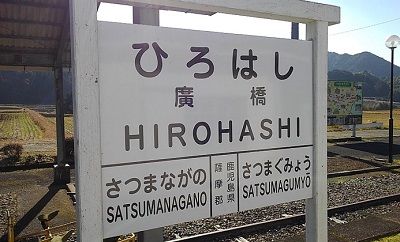 ひろはし
廣橋
HIROHASHI
さつまながの
SATSUMANAGANO
鹿児島県
薩摩郡
さつまぐみょう
SATSUMAGUMYŌ